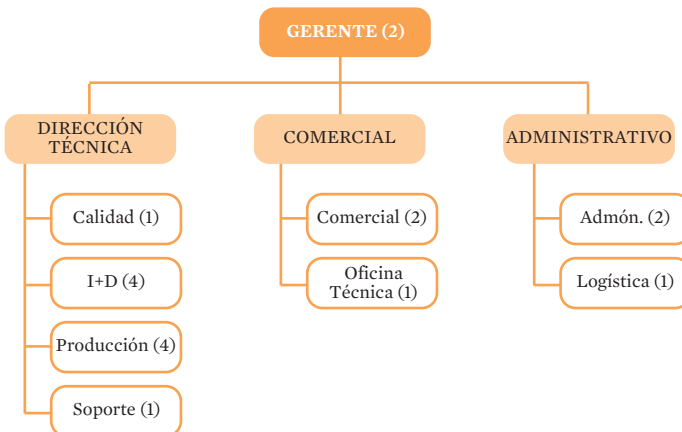 GERENTE (2)
DIRECCIÓN
TÉCNICA
COMERCIAL
ADMINISTRATIVO
Calidad (1)
I+D (4)
Producción (4)
Soporte (1)
Comercial (2)
Oficina
Técnica (1)
Admón. (2)
Logística (1)